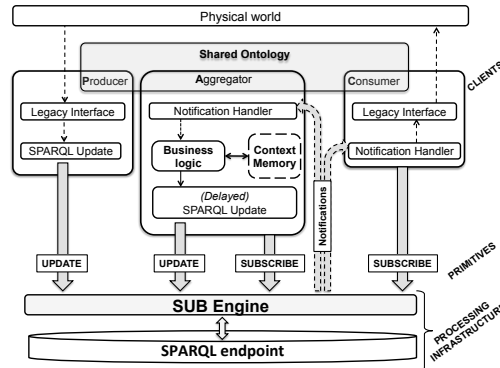 Physical world
Shared Ontology
Producer
Aggregator
Consumer
CLIENTS
Legacy Interface
SPARQL Update
Notification Handler
Business
logic
Context
Memory
(Delayed)
SPARQL Update
Legacy Interface
Notification Handler
Notifications
UPDATE
UPDATE
SUBSCRIBE
SUBSCRIBE
PRIMITIVES
SUB Engine
SPARQL endpoint
PROCESSING
INFRASTRUCTURE